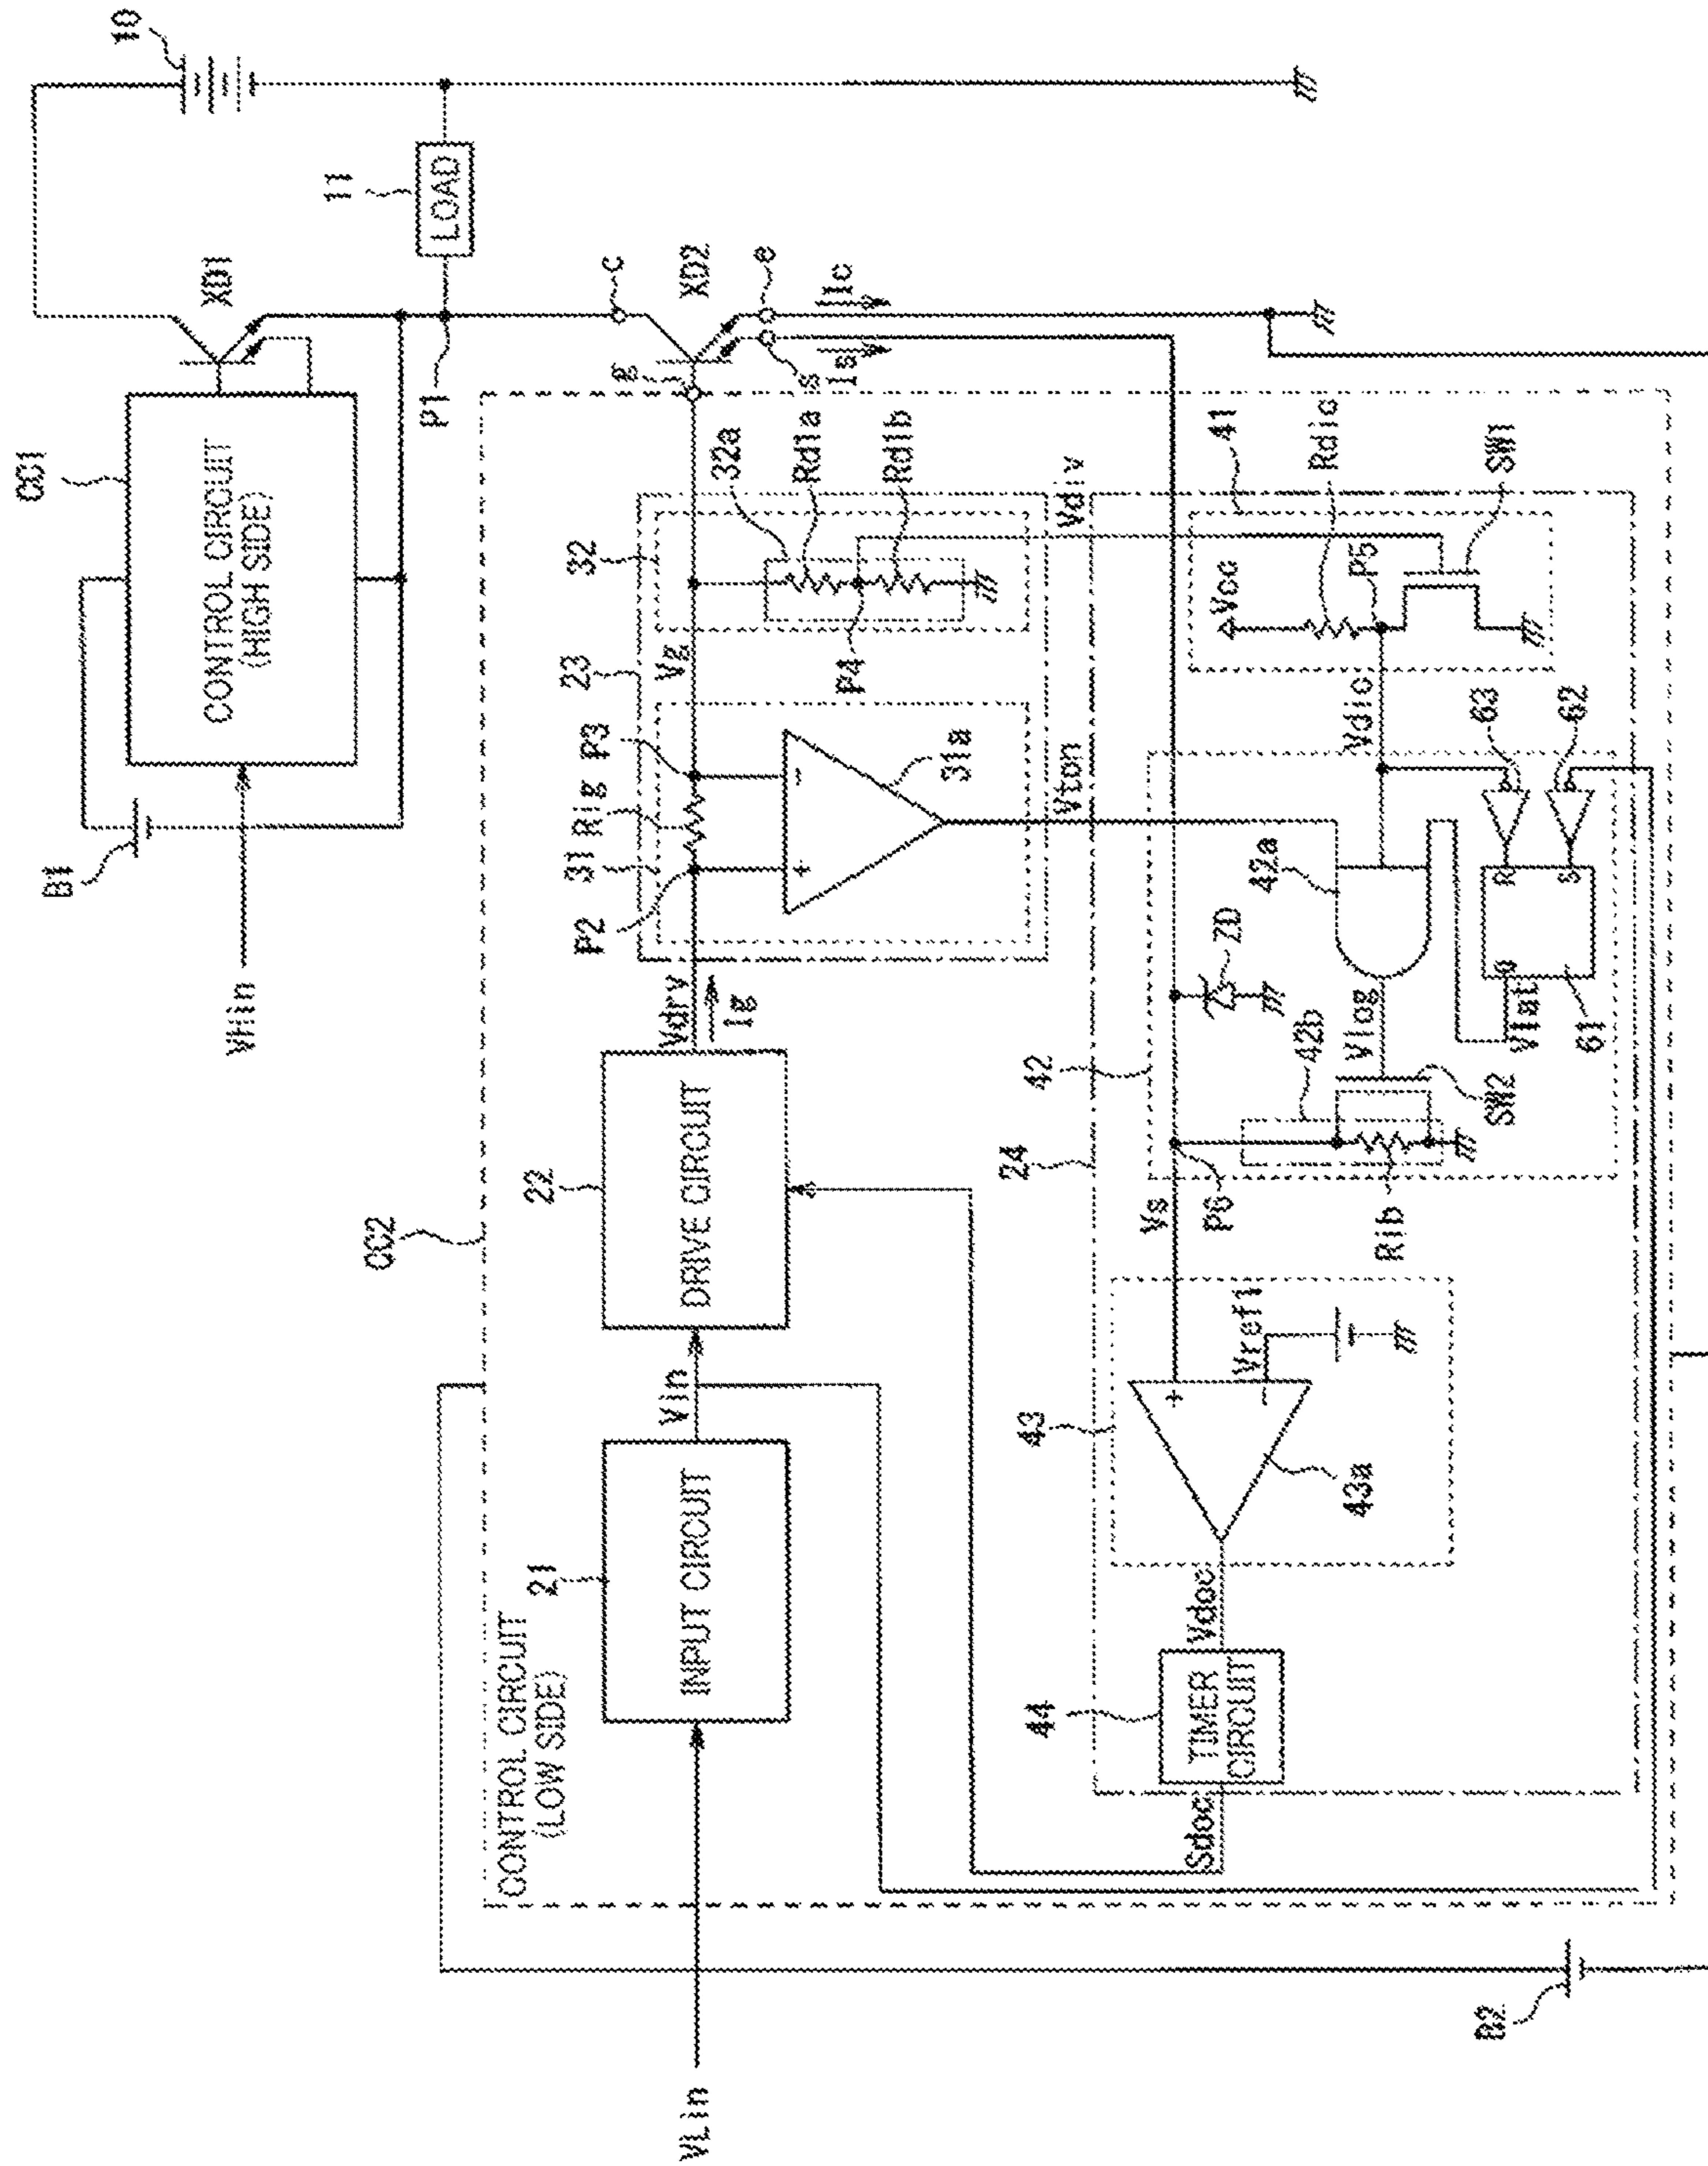 10
CC1
XD1
11
LOAD
CONTROL CIRCUIT
(HIGH SIDE)
B1
VHin
P1
c
XD2
e
Ic
g
s
Is
CC2
CONTROL CIRCUIT
(LOW SIDE)
VLin
21
INPUT CIRCUIT
Vin
22
DRIVE CIRCUIT
Vdrv
Ig
P2
31
Rig
P3
23
Vg
32
32a
Rd1a
Rd1b
P4
+
-
31a
Vton
Vdiv
41
Rdic
SW1
Vcc
P5
Vdic
63
62
R
S
Q
61
Vlat
42a
Vlog
ZD
42b
42
SW2
24
Vs
P6
Rib
43
+
-
Vref1
43a
Vdoc
44
TIMER
CIRCUIT
Sdoc
B2